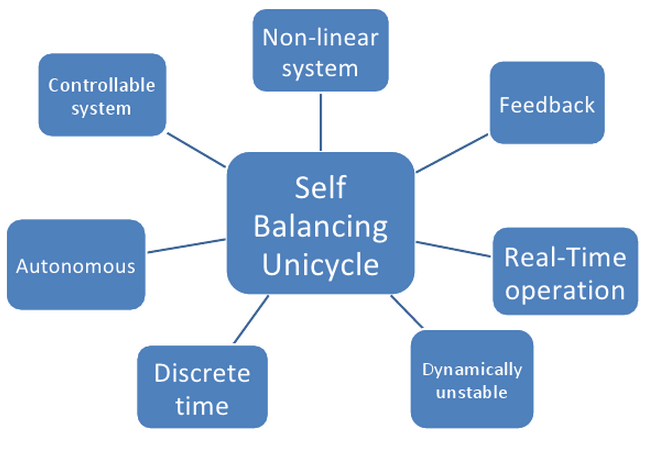 Non-linear
system
Controllable
system
Feedback
Self
Balancing
Unicycle
Autonomous
Real-Time
operation
Discrete
time
Dynamically
unstable